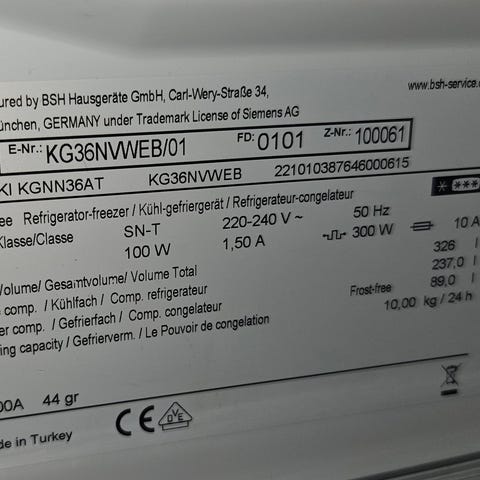 ured by BSH Hausgeräte GmbH, Carl-Wery-Straße 34,
www.bsh-service.c
ünchen, GERMANY under Trademark License of Siemens AG
E-Nr.: KG36NVWEB/01 FD: 0101 Z-Nr.: 100061
KI KGNN36AT KG36NVWEB 221010387646000615
ee Refrigerator-freezer / Kühl-gefriergerät / Refrigerateur-congelateur
Klasse/Classe SN-T 220-240 V ~ 50 Hz
100 W 1,50 A 300 W 10 A
Volume/ Gesamtvolume/ Volume Total 326 l
e comp. / Kühlfach / Comp. refrigerateur 237,0 l
er comp. / Gefrierfach / Comp. congelateur Frost-free 89,0 l
ing capacity / Gefrierverm. / Le Pouvoir de congelation 10,00 kg / 24 h
00A 44 gr
CE DVE
de in Turkey